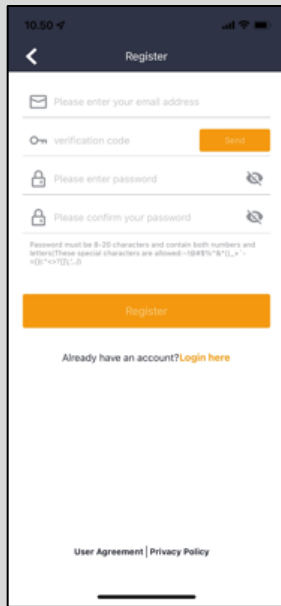 10.50
Register
Please enter your email address
verification code
Send
Please enter password
Please confirm your password
Password must be 8-20 characters and contain both numbers and
letters(These special characters are allowed
Register
Already have an account?Login here
User Agreement | Privacy Policy